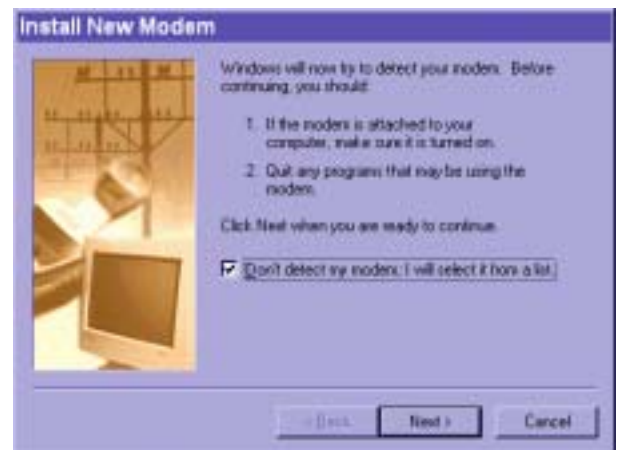 Install New Modem
Windows will now try to detect your modem. Before
continuing, you should:
1. If the modem is attached to your
computer, make sure it is turned on.
2. Quit any programs that may be using the
modem.
Click Next when you are ready to continue.
Don't detect my modem; I will select it from a list.
< Back
Next >
Cancel